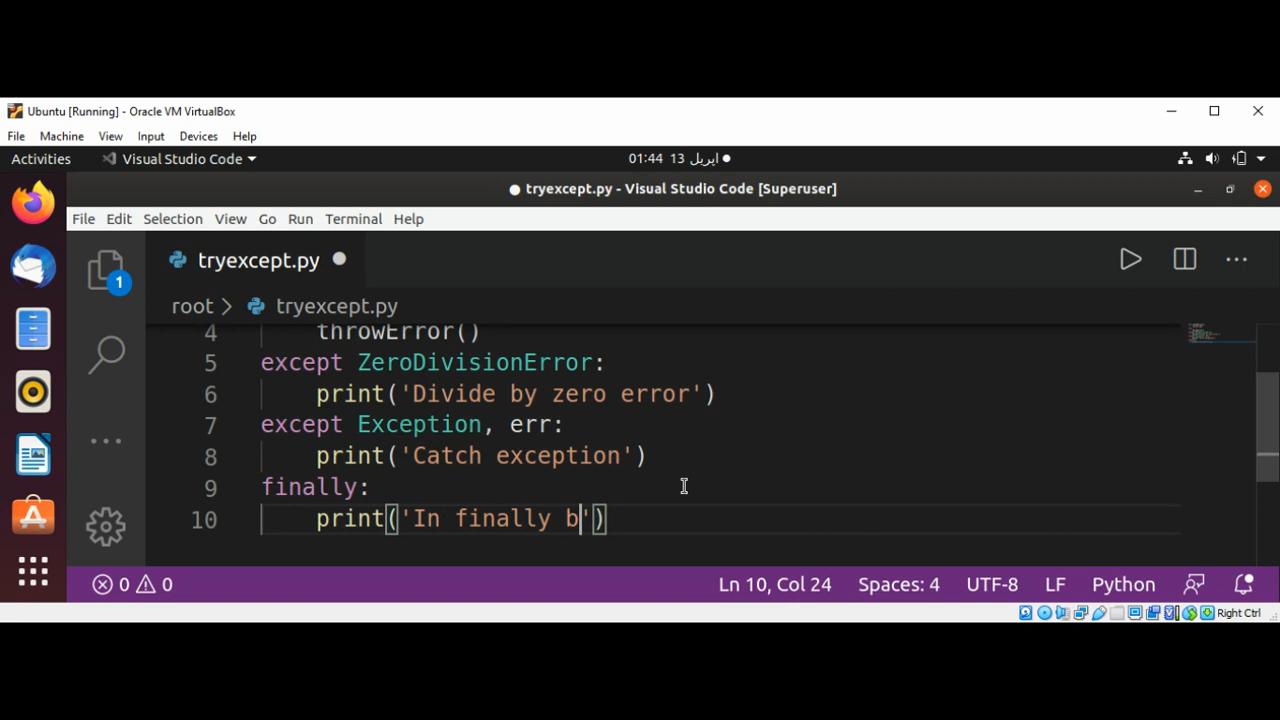 Ubuntu [Running] - Oracle VM VirtualBox
File Machine View Input Devices Help
Activities Visual Studio Code 01:44 13 اپریل
tryexcept.py - Visual Studio Code [Superuser]
File Edit Selection View Go Run Terminal Help
tryexcept.py
1
root > tryexcept.py
4 throwError()
5 except ZeroDivisionError:
6 print('Divide by zero error')
7 except Exception, err:
8 print('Catch exception')
9 finally:
10 print('In finally b')
0 0 Ln 10, Col 24 Spaces: 4 UTF-8 LF Python
Right Ctrl